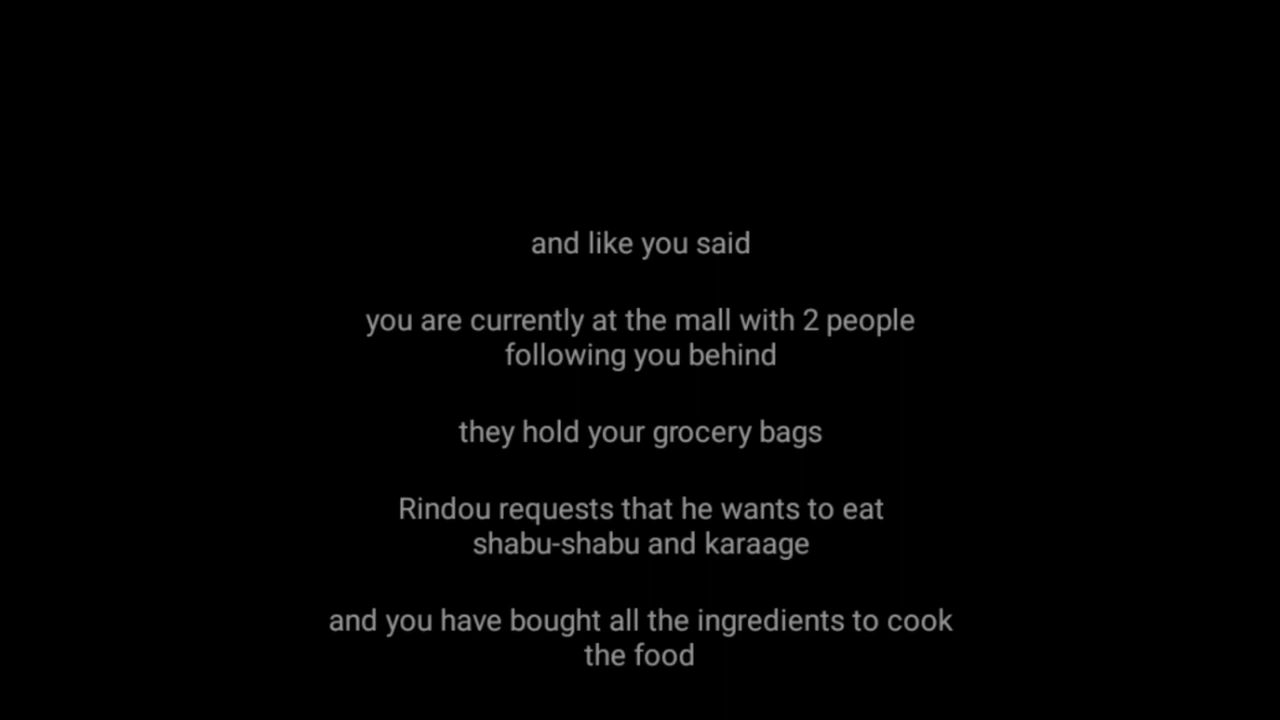 and like you said
you are currently at the mall with 2 people
following you behind
they hold your grocery bags
Rindou requests that he wants to eat
shabu-shabu and karaage
and you have bought all the ingredients to cook
the food